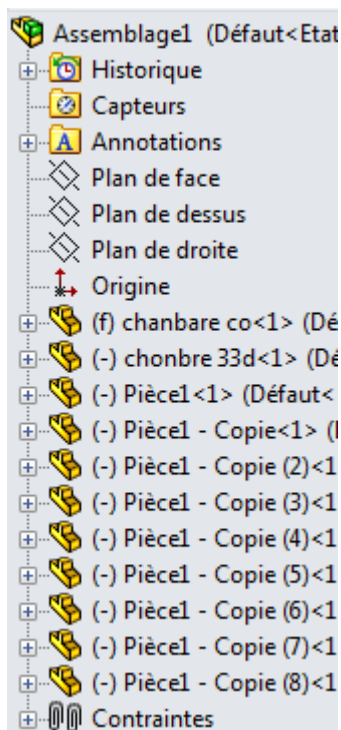 Assemblage1 (Défaut<Etat
Historique
Capteurs
A Annotations
Plan de face
Plan de dessus
Plan de droite
Origine
(f) chanbare co<1> (Dé
(-) chonbre 33d<1> (Dé
(-) Pièce1<1> (Défaut<
(-) Pièce1 - Copie<1> (
(-) Pièce1 - Copie (2)<1
(-) Pièce1 - Copie (3)<1
(-) Pièce1 - Copie (4)<1
(-) Pièce1 - Copie (5)<1
(-) Pièce1 - Copie (6)<1
(-) Pièce1 - Copie (7)<1
(-) Pièce1 - Copie (8)<1
Contraintes